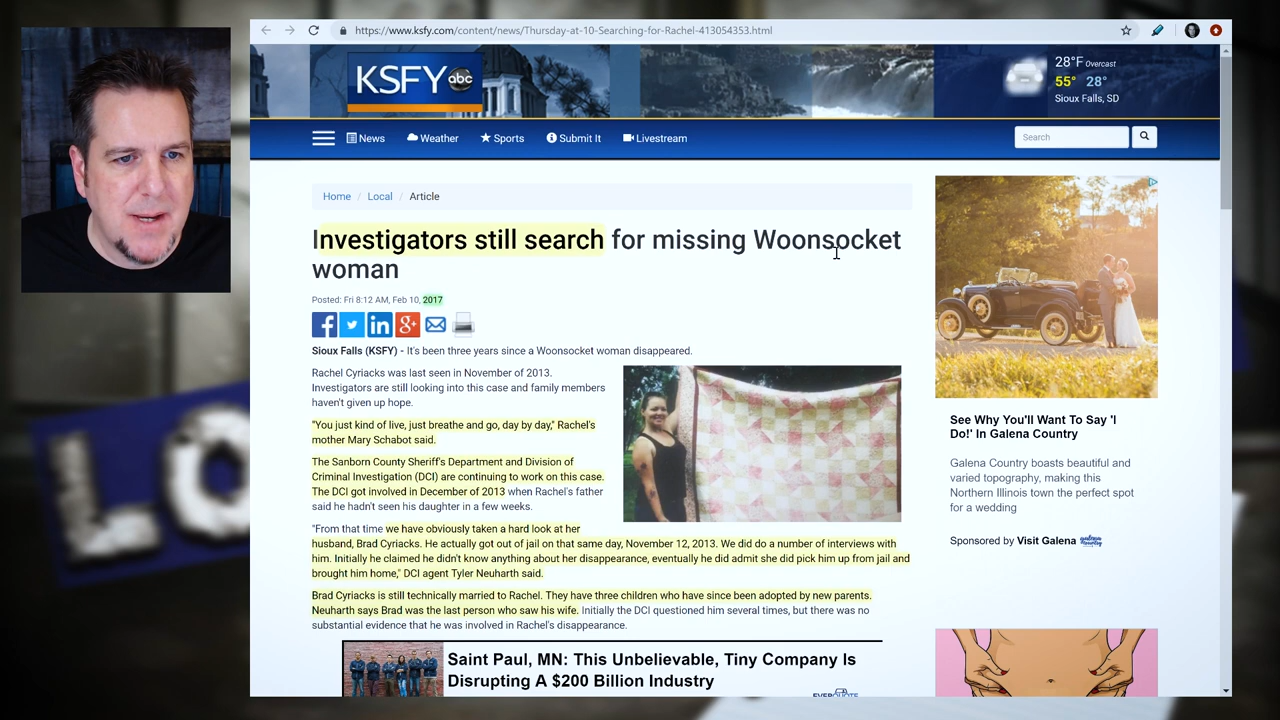 https://www.ksfy.com/content/news/Thursday-at-10-Searching-for-Rachel-413054353.html
KSFY abc
28°F Overcast
55° 28°
Sioux Falls, SD
News Weather Sports Submit It Livestream
Search
Home / Local / Article
Investigators still search for missing Woonsocket
woman
Posted: Fri 8:12 AM, Feb 10, 2017
Sioux Falls (KSFY) - It's been three years since a Woonsocket woman disappeared.
Rachel Cyriacks was last seen in November of 2013.
Investigators are still looking into this case and family members
haven't given up hope.
"You just kind of live, just breathe and go, day by day," Rachel's
mother Mary Schabot said.
The Sanborn County Sheriff's Department and Division of
Criminal Investigation (DCI) are continuing to work on this case.
The DCI got involved in December of 2013 when Rachel's father
said he hadn't seen his daughter in a few weeks.
"From that time we have obviously taken a hard look at her
husband, Brad Cyriacks. He actually got out of jail on that same day, November 12, 2013. We did do a number of interviews with
him. Initially he claimed he didn't know anything about her disappearance, eventually he did admit she did pick him up from jail and
brought him home," DCI agent Tyler Neuharth said.
Brad Cyriacks is still technically married to Rachel. They have three children who have since been adopted by new parents.
Neuharth says Brad was the last person who saw his wife. Initially the DCI questioned him several times, but there was no
substantial evidence that he was involved in Rachel's disappearance.
Saint Paul, MN: This Unbelievable, Tiny Company Is
Disrupting A $200 Billion Industry
EVERQUOTE
See Why You'll Want To Say 'I
Do!' In Galena Country
Galena Country boasts beautiful and
varied topography, making this
Northern Illinois town the perfect spot
for a wedding
Sponsored by Visit Galena
LO